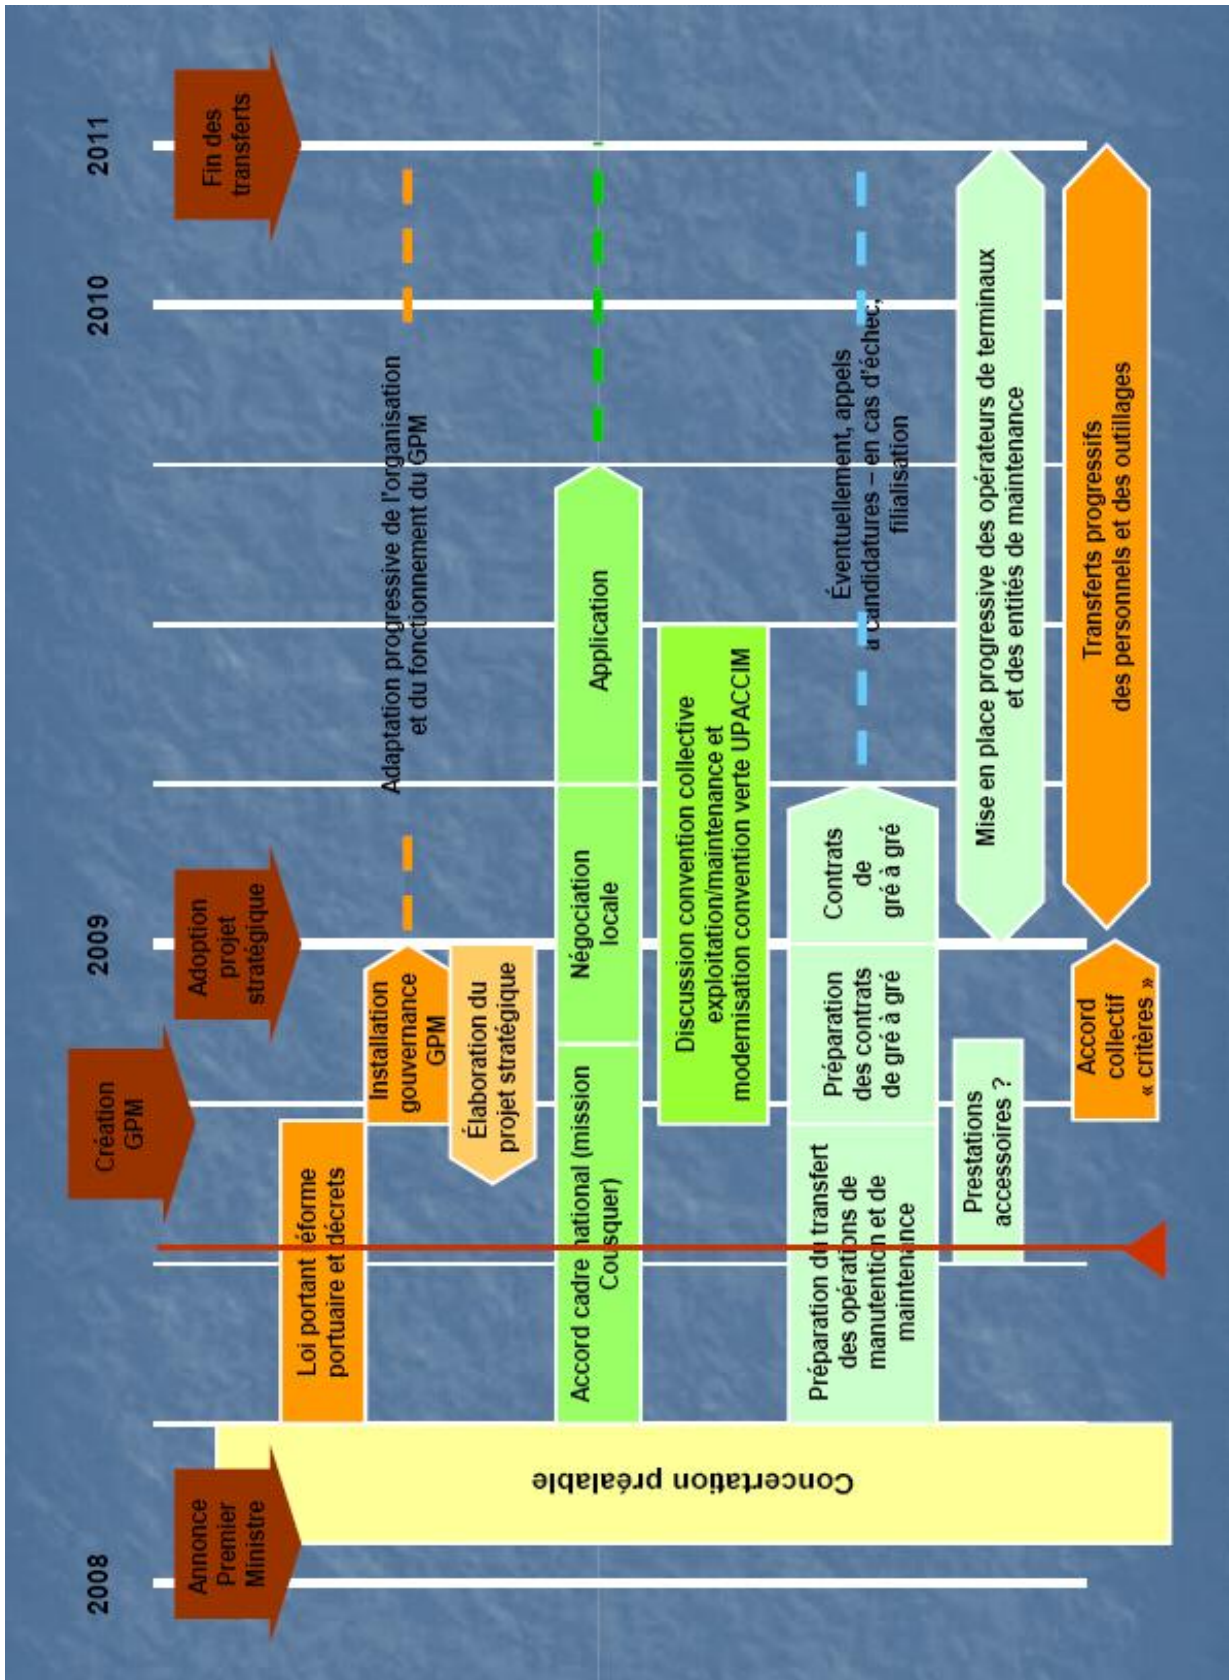 2008
2009
2010
2011
Annonce
Premier
Ministre
Création
GPM
Adoption
projet
stratégique
Fin des
transferts
Concertation préalable
Loi portant réforme
portuaire et décrets
Installation
gouvernance
GPM
Adaptation progressive de l'organisation
et du fonctionnement du GPM
Élaboration du
projet stratégique
Accord cadre national (mission
Cousquer)
Négociation
locale
Application
Discussion convention collective
exploitation/maintenance et
modernisation convention verte UPACCIM
Préparation du transfert
des opérations de
manutention et de
maintenance
Préparation
des contrats
de gré à gré
Contrats
de
gré à gré
Éventuellement, appels
à candidatures – en cas d'échec,
filialisation
Prestations
accessoires ?
Mise en place progressive des opérateurs de terminaux
et des entités de maintenance
Accord
collectif
« critères »
Transferts progressifs
des personnels et des outillages